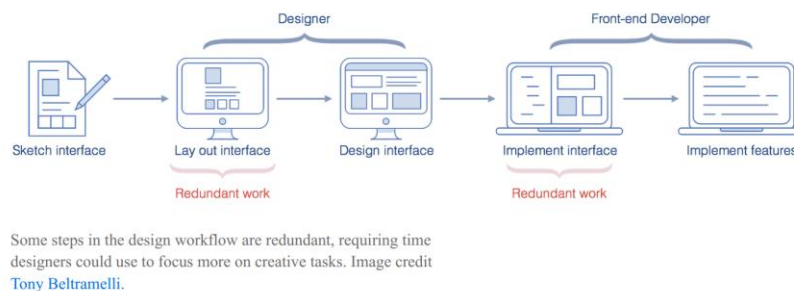 Designer
Front-end Developer
Sketch interface
Lay out interface
Design interface
Implement interface
Implement features
Redundant work
Redundant work
Some steps in the design workflow are redundant, requiring time
designers could use to focus more on creative tasks. Image credit
Tony Beltramelli.